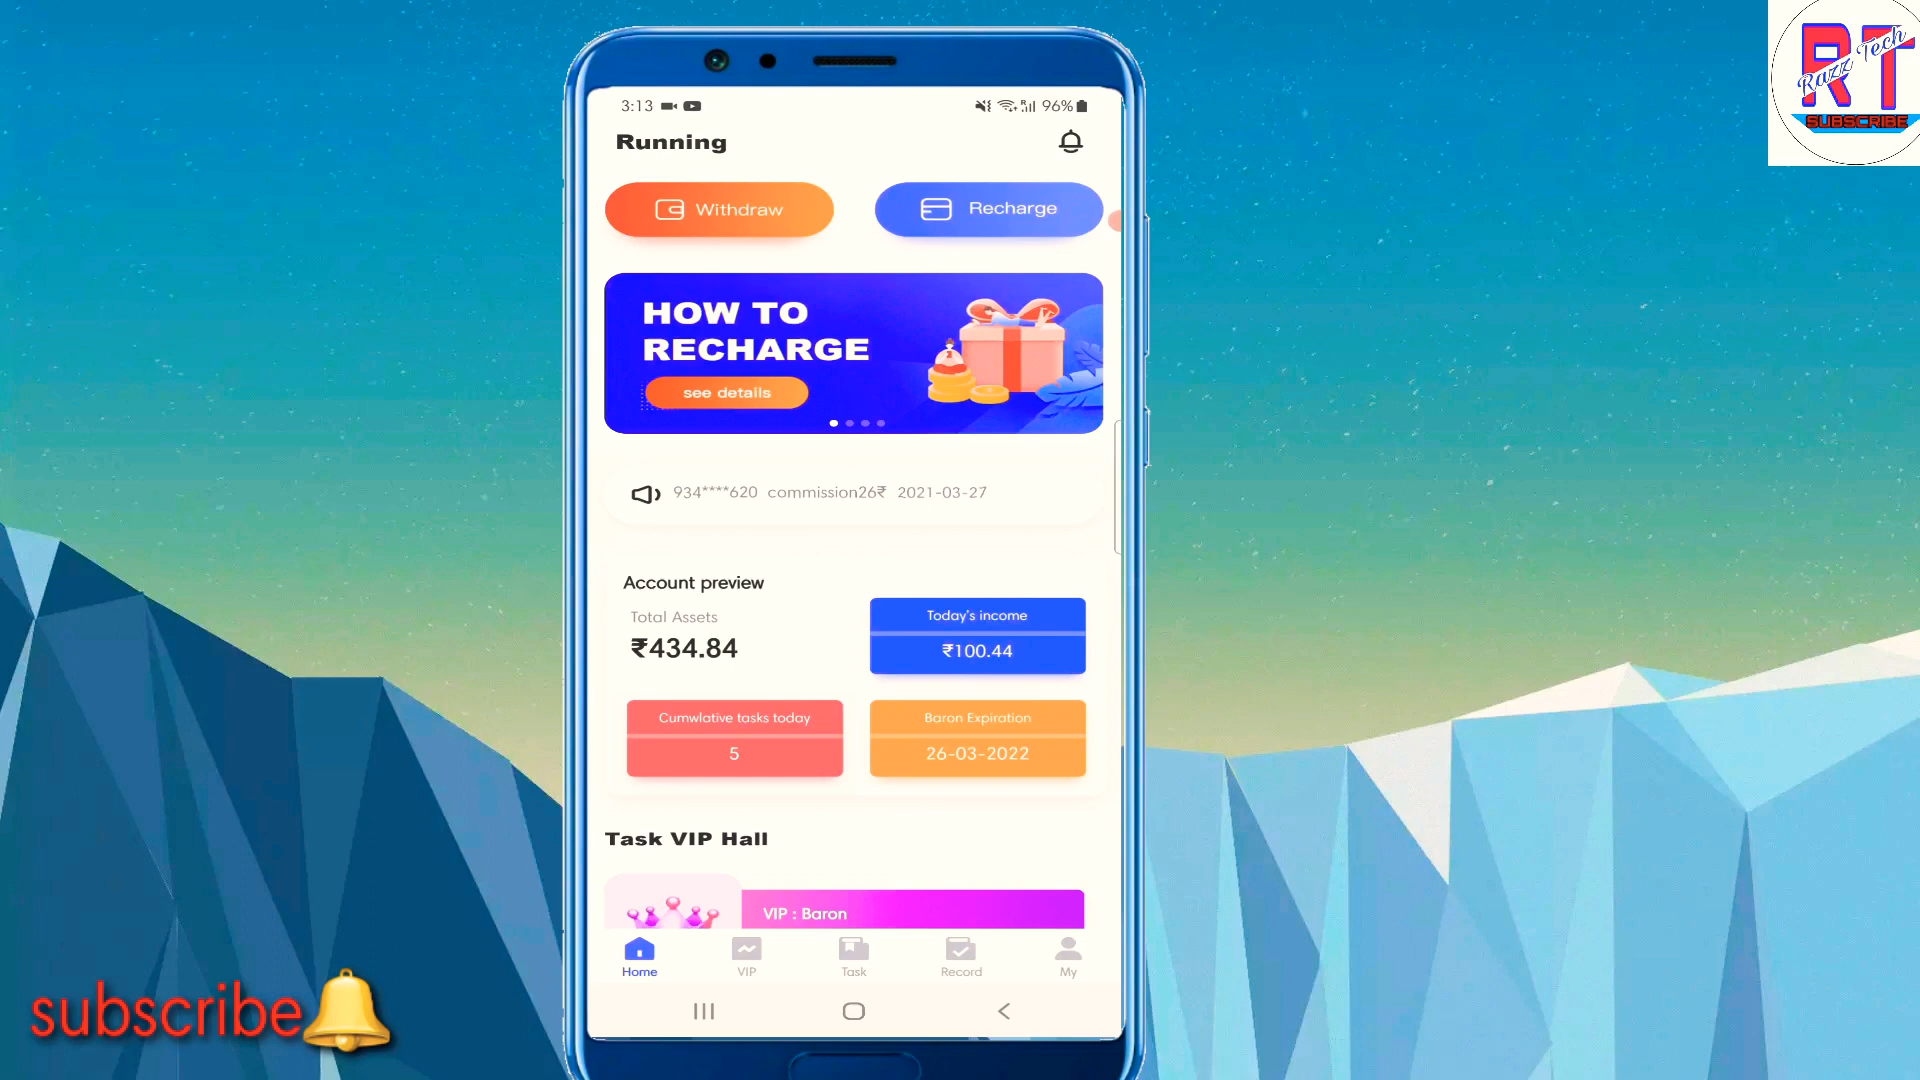 RT
Razz Tech
SUBSCRIBE
3:13
96%
Running
Withdraw
Recharge
HOW TO
RECHARGE
see details
934****620 commission26₹ 2021-03-27
Account preview
Total Assets
₹434.84
Today's income
₹100.44
Cumwlative tasks today
5
Baron Expiration
26-03-2022
Task VIP Hall
VIP : Baron
Home
VIP
Task
Record
My
subscribe